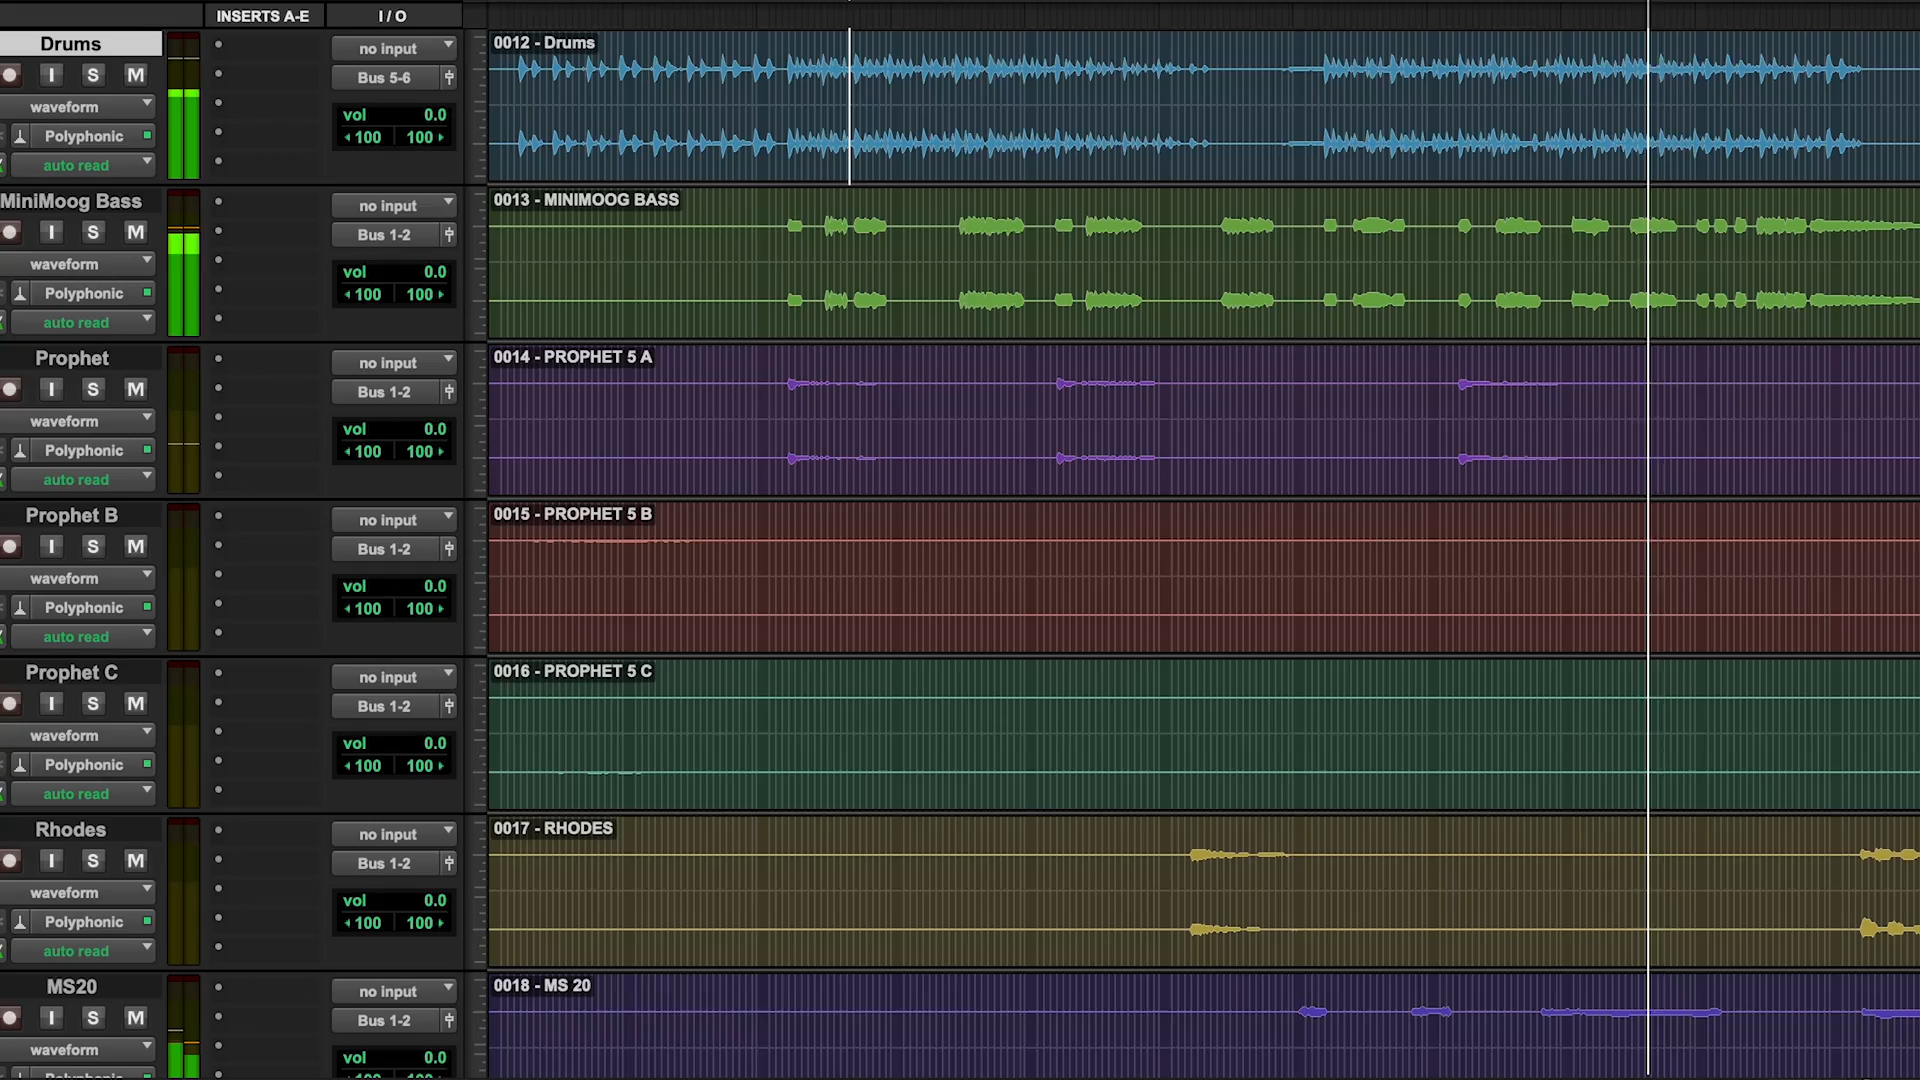 INSERTS A-E
I / O
Drums
I S M
waveform
Polyphonic
auto read
no input
Bus 5-6
vol 0.0
100 100
0012 - Drums
MiniMoog Bass
I S M
waveform
Polyphonic
auto read
no input
Bus 1-2
vol 0.0
100 100
0013 - MINIMOOG BASS
Prophet
I S M
waveform
Polyphonic
auto read
no input
Bus 1-2
vol 0.0
100 100
0014 - PROPHET 5 A
Prophet B
I S M
waveform
Polyphonic
auto read
no input
Bus 1-2
vol 0.0
100 100
0015 - PROPHET 5 B
Prophet C
I S M
waveform
Polyphonic
auto read
no input
Bus 1-2
vol 0.0
100 100
0016 - PROPHET 5 C
Rhodes
I S M
waveform
Polyphonic
auto read
no input
Bus 1-2
vol 0.0
100 100
0017 - RHODES
MS20
I S M
waveform
Polyphonic
no input
Bus 1-2
vol 0.0
100 100
0018 - MS 20